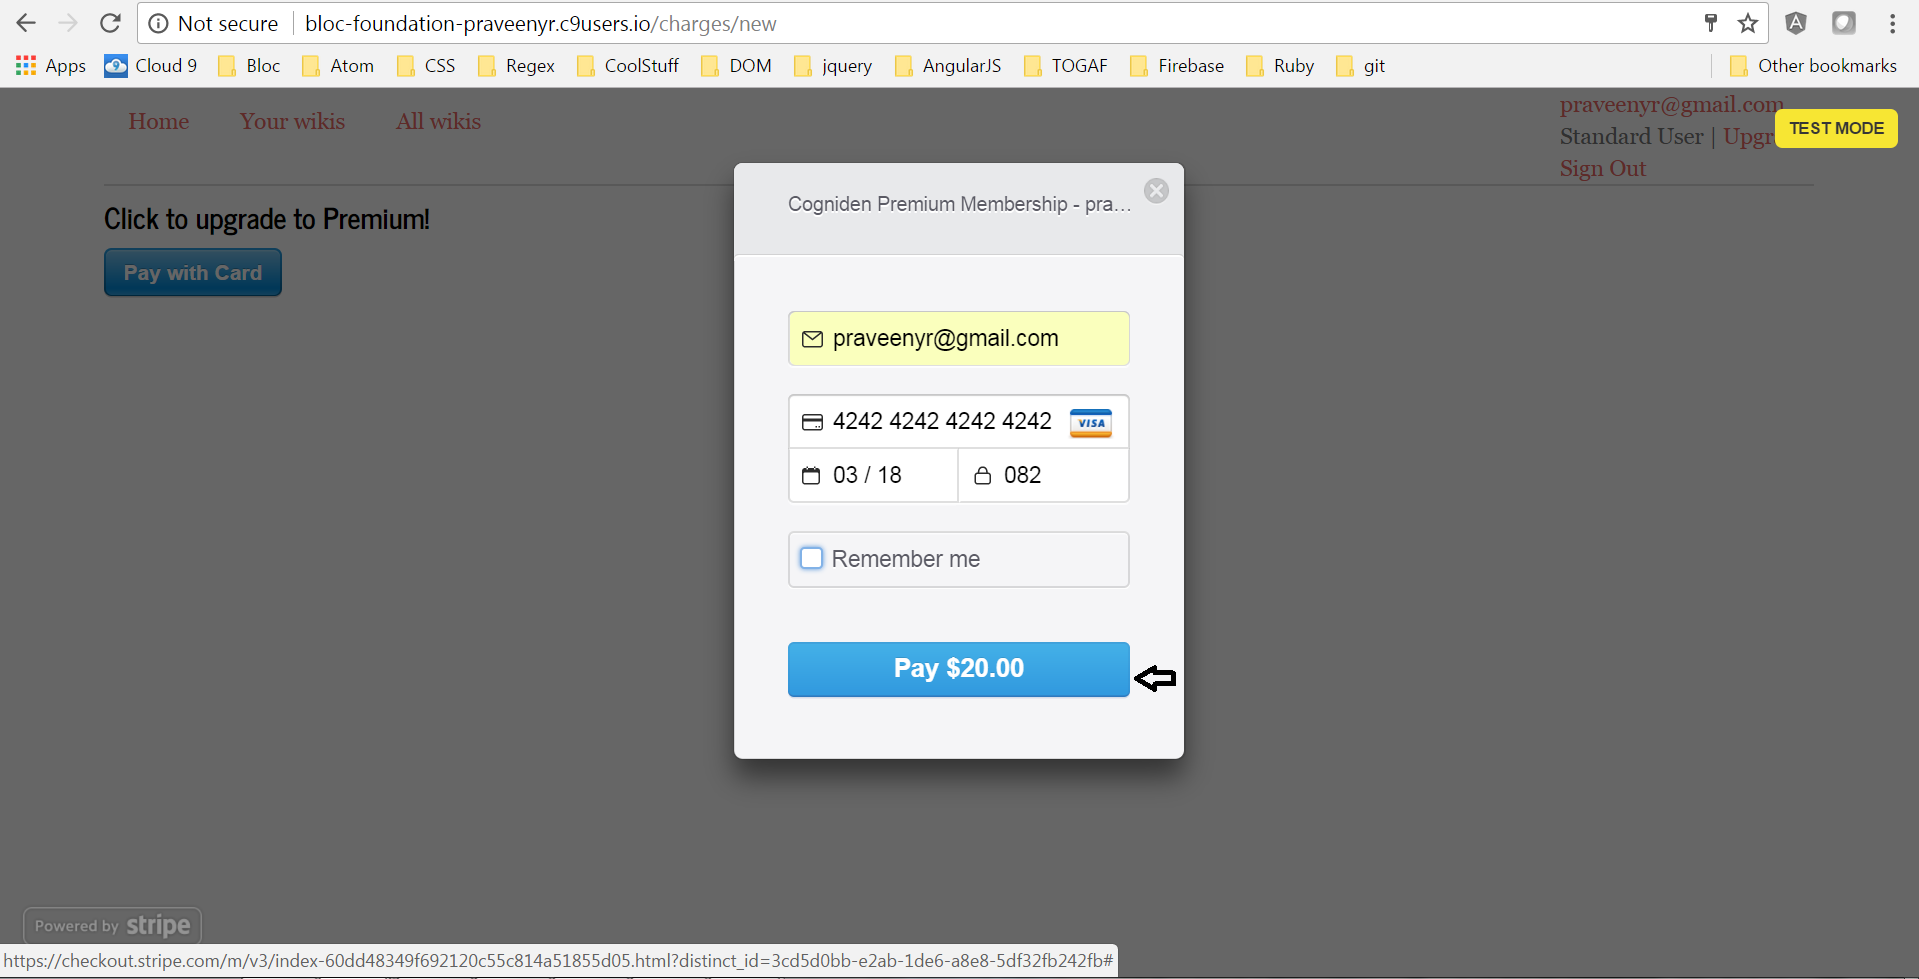 Not secure bloc-foundation-praveenyr.c9users.io/charges/new
Apps Cloud 9 Bloc Atom CSS Regex CoolStuff DOM jquery AngularJS TOGAF Firebase Ruby git Other bookmarks
Home Your wikis All wikis
praveenyr@gmail.com
Standard User | Upgr
TEST MODE
Sign Out
Click to upgrade to Premium!
Pay with Card
Cogniden Premium Membership - pra...
praveenyr@gmail.com
4242 4242 4242 4242 VISA
03 / 18 082
Remember me
Pay $20.00
Powered by stripe
https://checkout.stripe.com/m/v3/index-60dd48349f692120c55c814a51855d05.html?distinct_id=3cd5d0bb-e2ab-1de6-a8e8-5df32fb242fb#